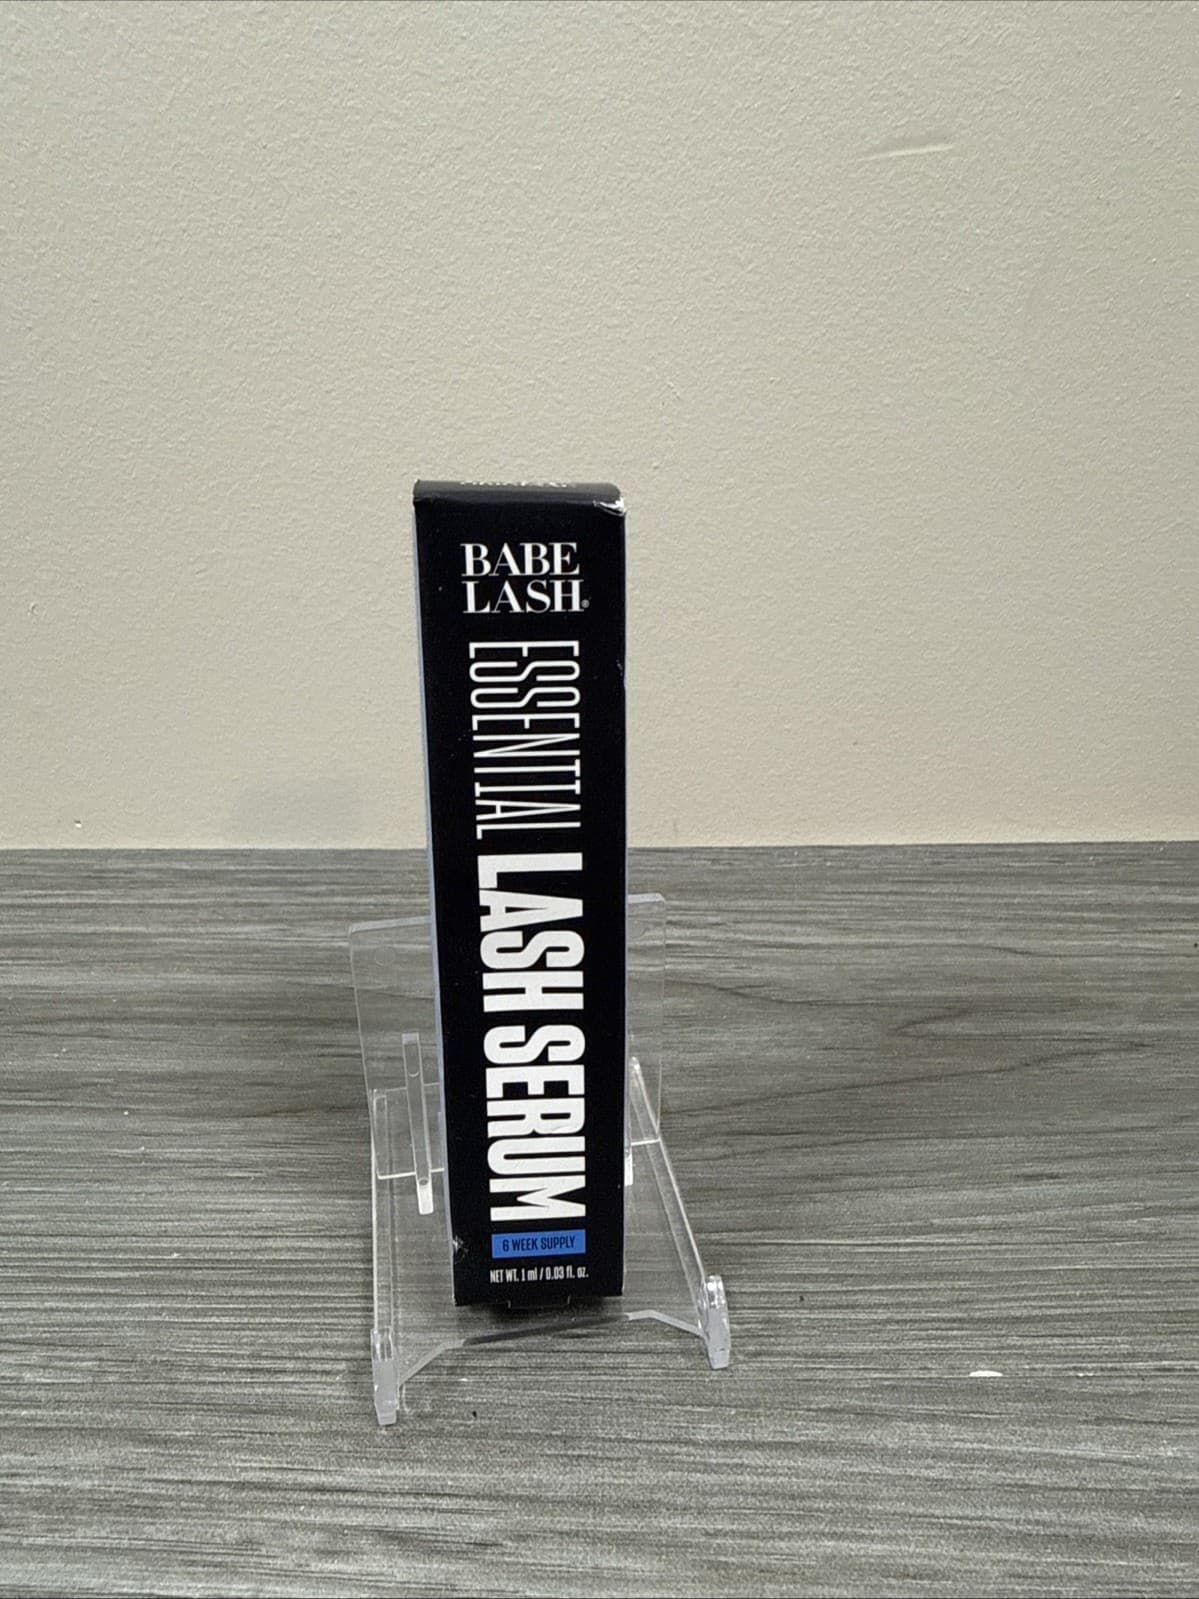 BABE
LASH®
ESSENTIAL LASH SERUM
6 WEEK SUPPLY
NET WT. 1 ml / 0.03 fl. oz.